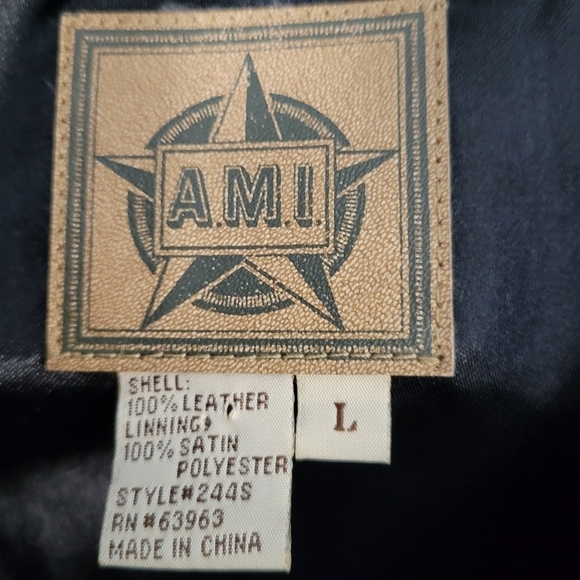 A.M.I.
SHELL:
100% LEATHER
LINNING,
100% SATIN
POLYESTER
STYLE#244S
RN #63963
MADE IN CHINA
L